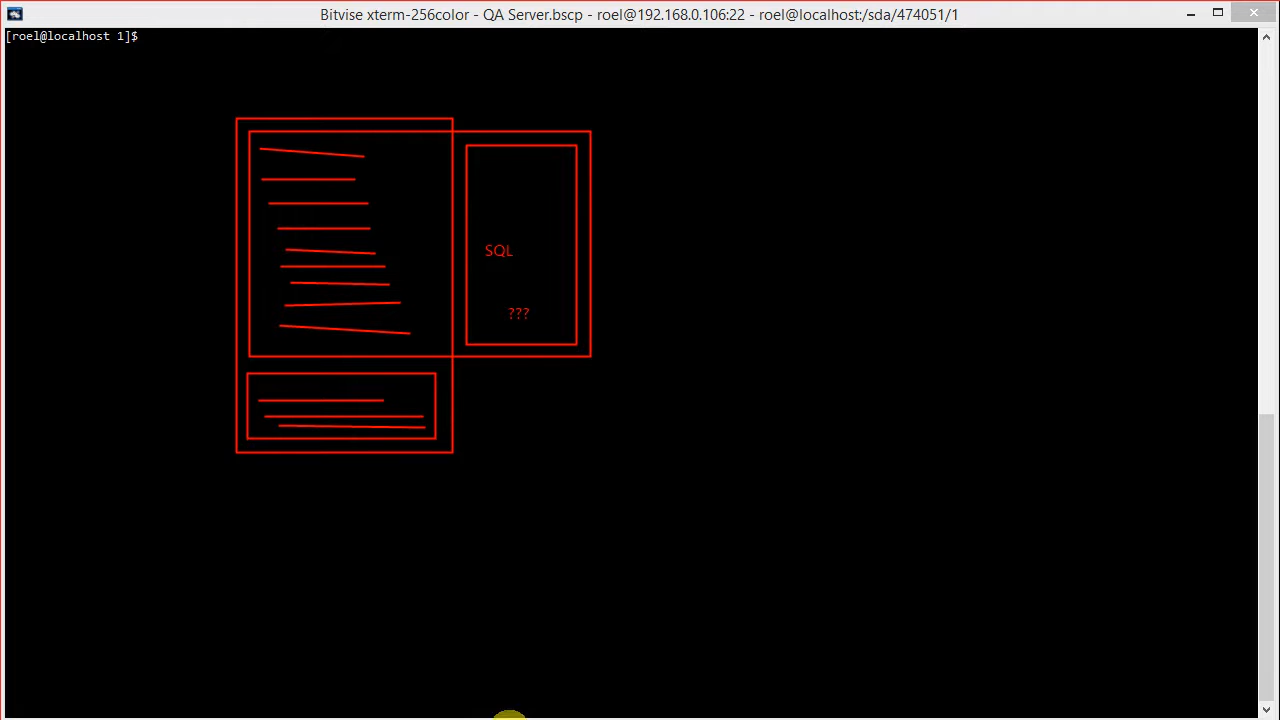 Bitvise xterm-256color - QA Server.bscp - roel@192.168.0.106:22 - roel@localhost:/sda/474051/1
[roel@localhost 1]$
SQL
???